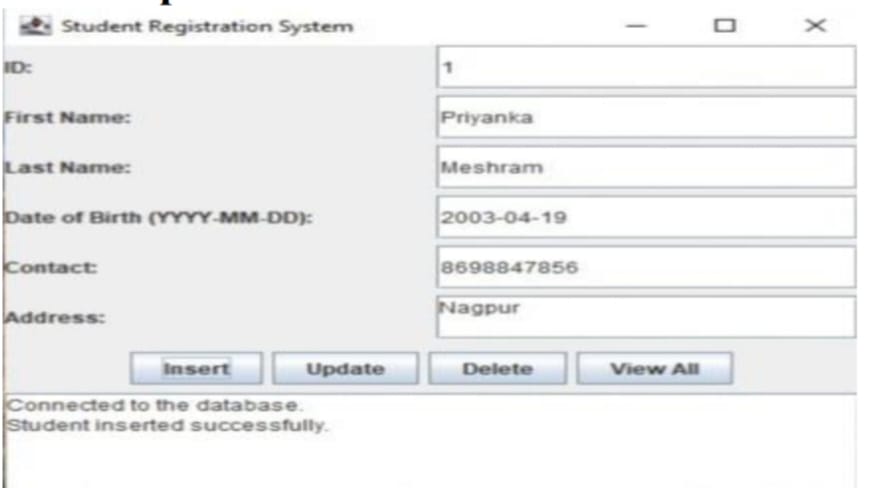 Student Registration System
ID: 1
First Name: Priyanka
Last Name: Meshram
Date of Birth (YYYY-MM-DD): 2003-04-19
Contact: 8698847856
Address: Nagpur
Insert Update Delete View All
Connected to the database.
Student inserted successfully.